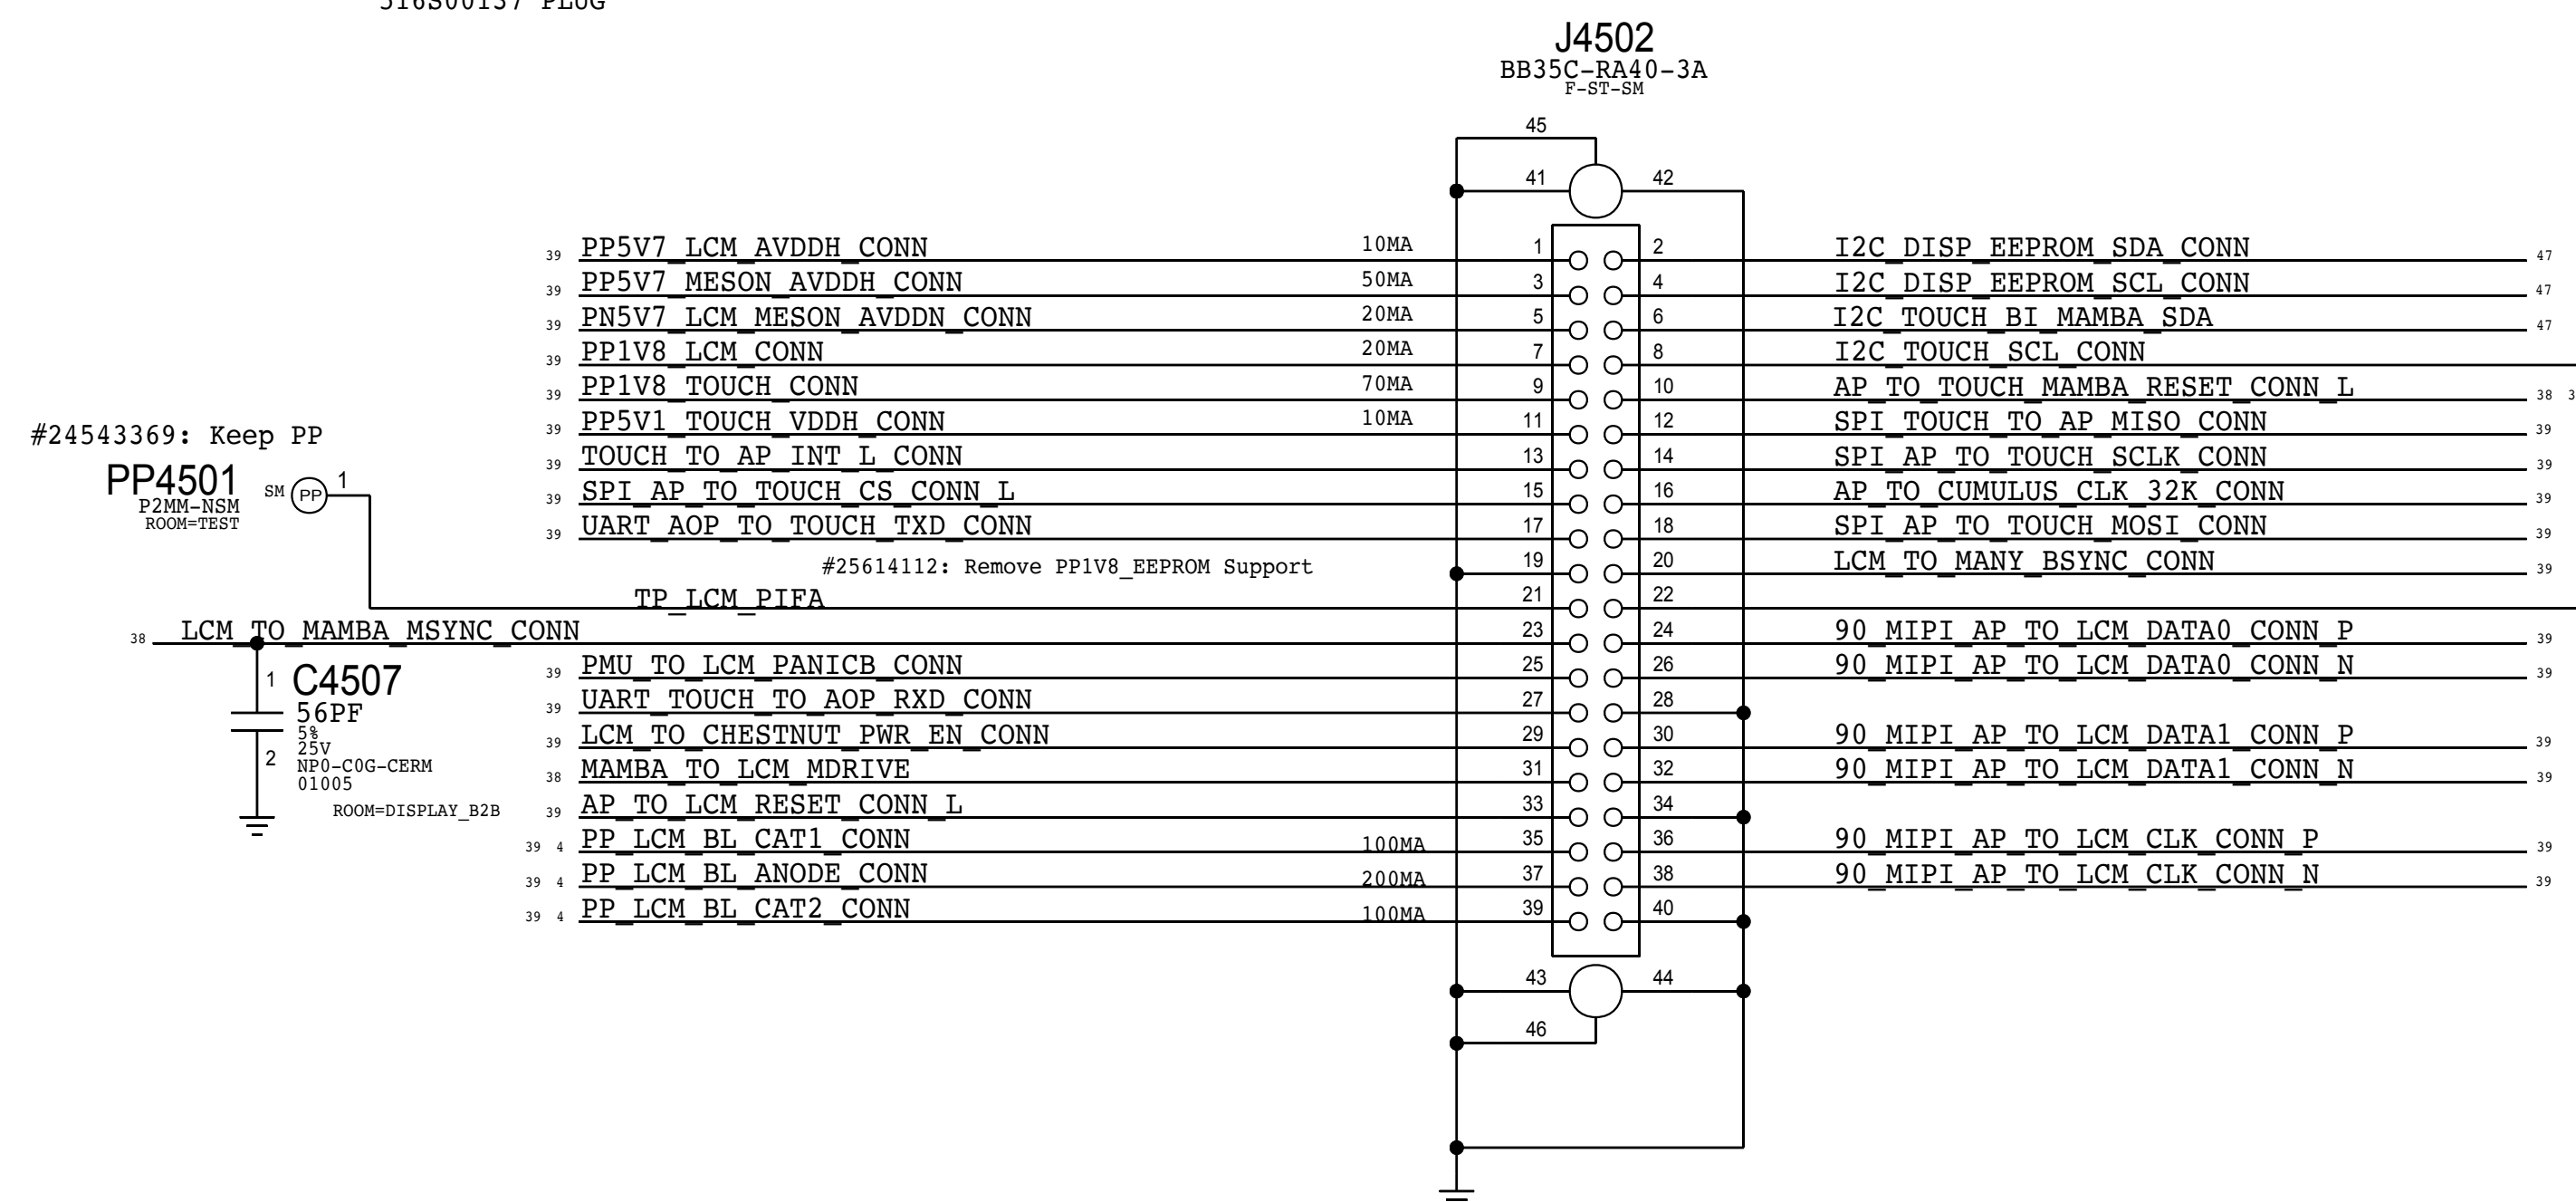 516S00137 PLUG
J4502
BB35C-RA40-3A
F-ST-SM
45
41 42
39 PP5V7_LCM_AVDDH_CONN 10MA 1 2 I2C_DISP_EEPROM_SDA_CONN 47
39 PP5V7_MESON_AVDDH_CONN 50MA 3 4 I2C_DISP_EEPROM_SCL_CONN 47
39 PN5V7_LCM_MESON_AVDDN_CONN 20MA 5 6 I2C_TOUCH_BI_MAMBA_SDA 47
39 PP1V8_LCM_CONN 20MA 7 8 I2C_TOUCH_SCL_CONN
39 PP1V8_TOUCH_CONN 70MA 9 10 AP_TO_TOUCH_MAMBA_RESET_CONN_L 38 3
39 PP5V1_TOUCH_VDDH_CONN 10MA 11 12 SPI_TOUCH_TO_AP_MISO_CONN 39
#24543369: Keep PP
39 TOUCH_TO_AP_INT_L_CONN 13 14 SPI_AP_TO_TOUCH_SCLK_CONN 39
PP4501 SM PP 1
P2MM-NSM
ROOM=TEST
39 SPI_AP_TO_TOUCH_CS_CONN_L 15 16 AP_TO_CUMULUS_CLK_32K_CONN 39
39 UART_AOP_TO_TOUCH_TXD_CONN 17 18 SPI_AP_TO_TOUCH_MOSI_CONN 39
#25614112: Remove PP1V8_EEPROM Support 19 20 LCM_TO_MANY_BSYNC_CONN 39
TP_LCM_PIFA 21 22
38 LCM_TO_MAMBA_MSYNC_CONN 23 24 90_MIPI_AP_TO_LCM_DATA0_CONN_P 39
39 PMU_TO_LCM_PANICB_CONN 25 26 90_MIPI_AP_TO_LCM_DATA0_CONN_N 39
1 C4507
56PF
5%
25V
2 NP0-C0G-CERM
01005
ROOM=DISPLAY_B2B
39 UART_TOUCH_TO_AOP_RXD_CONN 27 28
39 LCM_TO_CHESTNUT_PWR_EN_CONN 29 30 90_MIPI_AP_TO_LCM_DATA1_CONN_P 39
38 MAMBA_TO_LCM_MDRIVE 31 32 90_MIPI_AP_TO_LCM_DATA1_CONN_N 39
39 AP_TO_LCM_RESET_CONN_L 33 34
39 4 PP_LCM_BL_CAT1_CONN 100MA 35 36 90_MIPI_AP_TO_LCM_CLK_CONN_P 39
39 4 PP_LCM_BL_ANODE_CONN 200MA 37 38 90_MIPI_AP_TO_LCM_CLK_CONN_N 39
39 4 PP_LCM_BL_CAT2_CONN 100MA 39 40
43 44
46